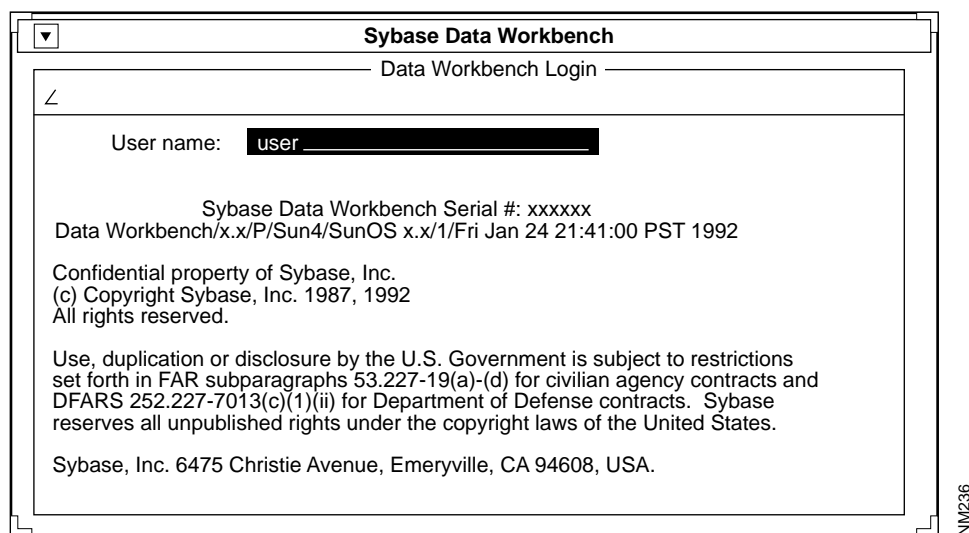 Sybase Data Workbench
Data Workbench Login
User name: user
Sybase Data Workbench Serial #: xxxxxx
Data Workbench/x.x/P/Sun4/SunOS x.x/1/Fri Jan 24 21:41:00 PST 1992
Confidential property of Sybase, Inc.
(c) Copyright Sybase, Inc. 1987, 1992
All rights reserved.
Use, duplication or disclosure by the U.S. Government is subject to restrictions
set forth in FAR subparagraphs 53.227-19(a)-(d) for civilian agency contracts and
DFARS 252.227-7013(c)(1)(ii) for Department of Defense contracts.  Sybase
reserves all unpublished rights under the copyright laws of the United States.
Sybase, Inc. 6475 Christie Avenue, Emeryville, CA 94608, USA.
NM236